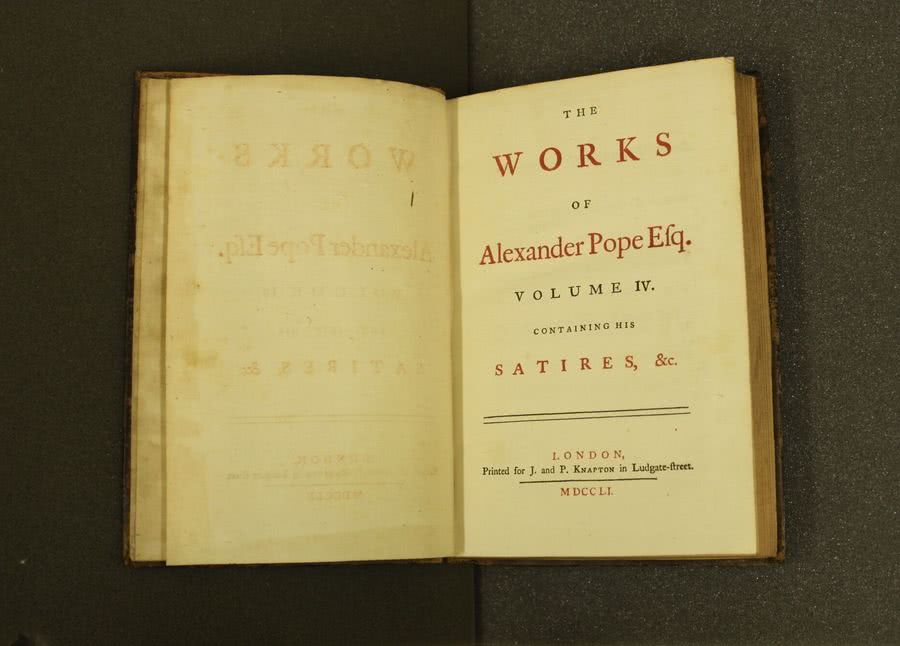 THE
WORKS
OF
Alexander Pope Eſq.
VOLUME IV.
CONTAINING HIS
SATIRES, &c.
LONDON,
Printed for J. and P. KNAPTON in Ludgate-ſtreet.
MDCCLI.